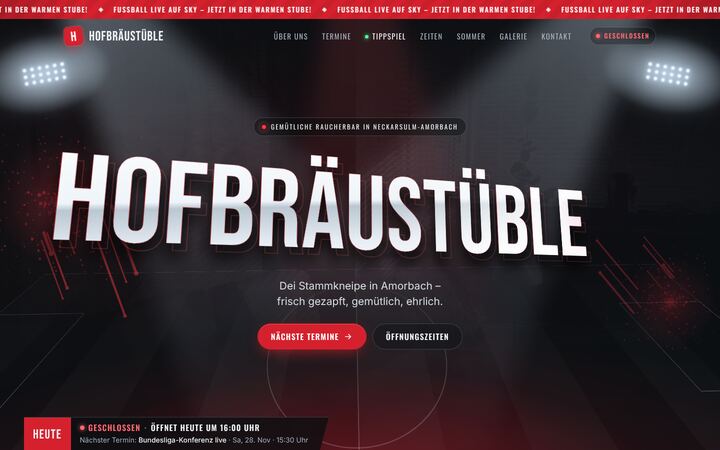 T IN DER WARMEN STUBE! ◆ FUSSBALL LIVE AUF SKY – JETZT IN DER WARMEN STUBE! ◆ FUSSBALL LIVE AUF SKY – JETZT IN DER WARMEN STUBE! ◆ FUSSBALL LIVE AUF SKY – JETZT IN DER WARM
H HOFBRÄUSTÜBLE ÜBER UNS TERMINE TIPPSPIEL ZEITEN SOMMER GALERIE KONTAKT GESCHLOSSEN
GEMÜTLICHE RAUCHERBAR IN NECKARSULM-AMORBACH
HOFBRÄUSTÜBLE
Dei Stammkneipe in Amorbach –
frisch gezapft, gemütlich, ehrlich.
NÄCHSTE TERMINE → ÖFFNUNGSZEITEN
HEUTE
GESCHLOSSEN · ÖFFNET HEUTE UM 16:00 UHR
Nächster Termin: Bundesliga-Konferenz live · Sa, 28. Nov · 15:30 Uhr